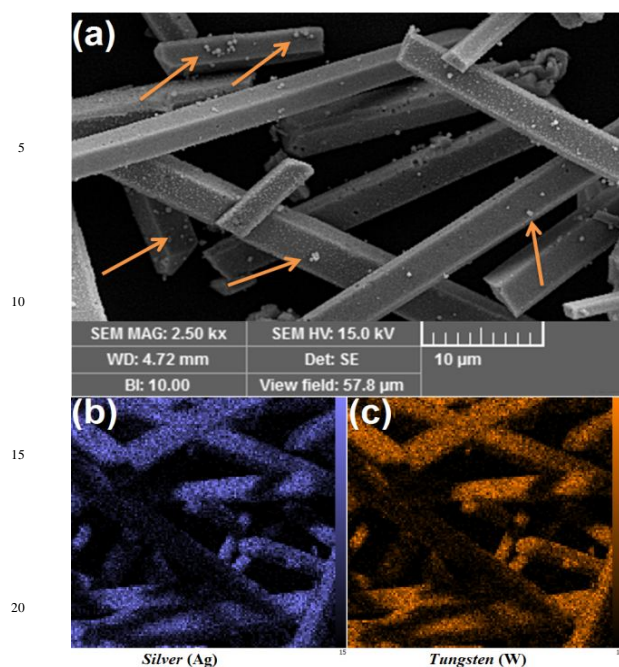 (a)
5
10
SEM MAG: 2.50 kx SEM HV: 15.0 kV
WD: 4.72 mm Det: SE 10 µm
BI: 10.00 View field: 57.8 µm
(b) (c)
15
20
15
Silver (Ag) Tungsten (W)